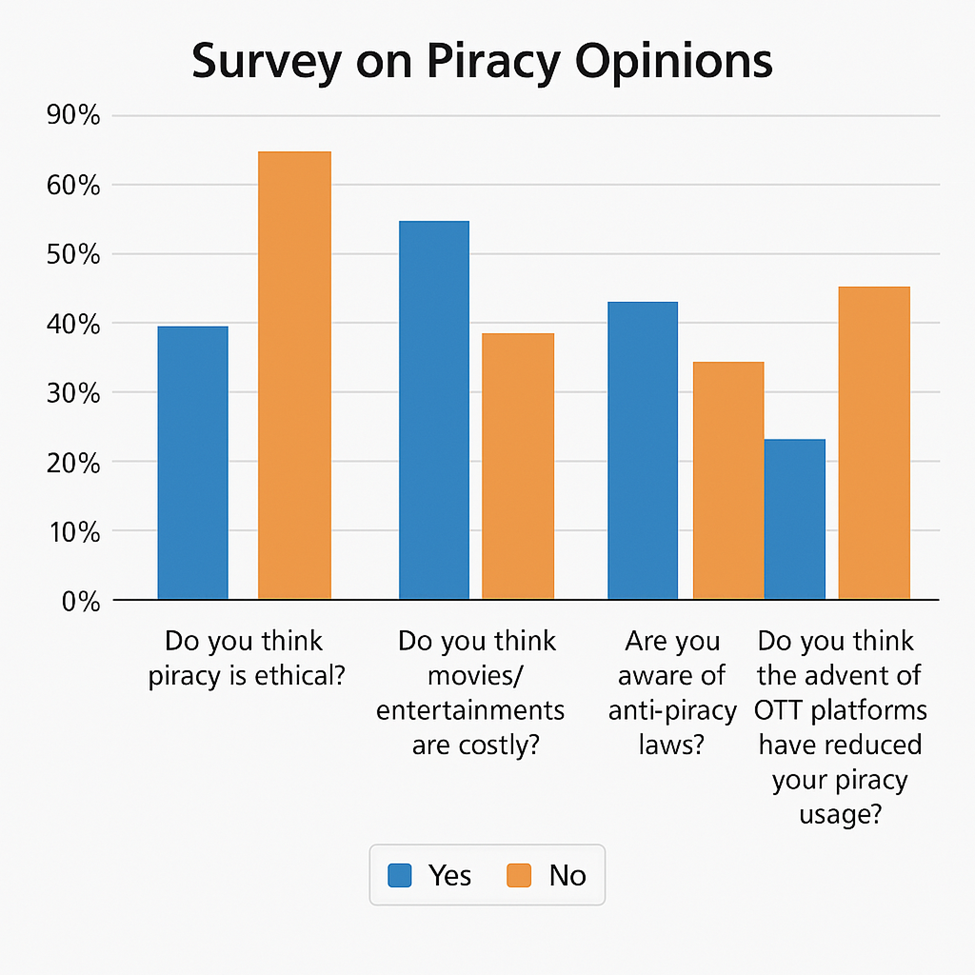 Survey on Piracy Opinions
90%
60%
50%
40%
30%
20%
10%
0%
Do you think
piracy is ethical?
Do you think
movies/
entertainments
are costly?
Are you
aware of
anti-piracy
laws?
Do you think
the advent of
OTT platforms
have reduced
your piracy
usage?
Yes
No